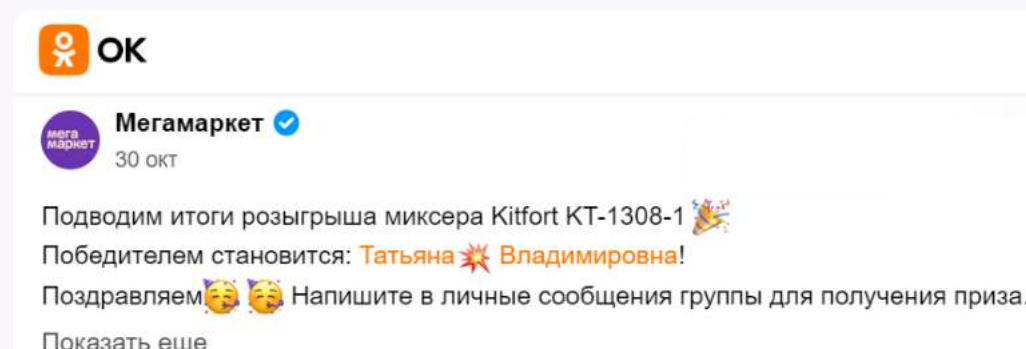 ОК
мега
маркет
Мегамаркет
30 окт
Подводим итоги розыгрыша миксера Kitfort КТ-1308-1 🎉
Победителем становится: Татьяна💥 Владимировна!
Поздравляем🥳🥳 Напишите в личные сообщения группы для получения приза.
Показать еще